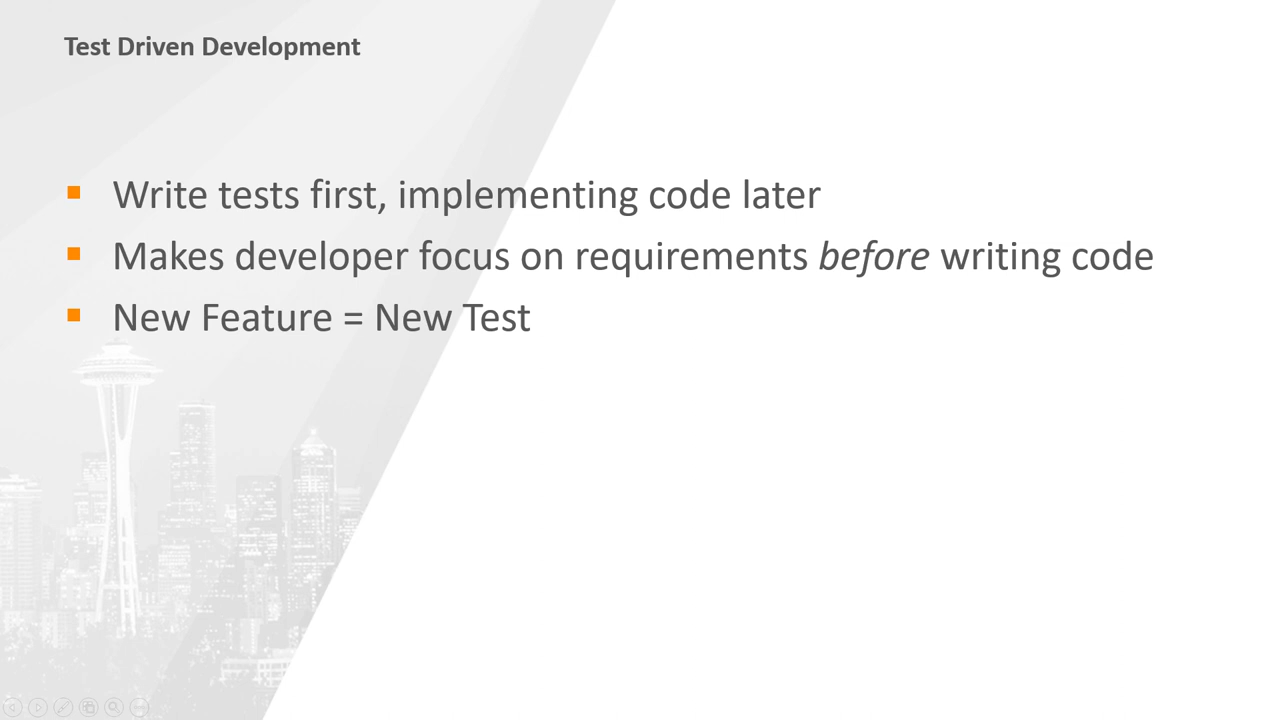 Test Driven Development
Write tests first, implementing code later
Makes developer focus on requirements before writing code
New Feature = New Test